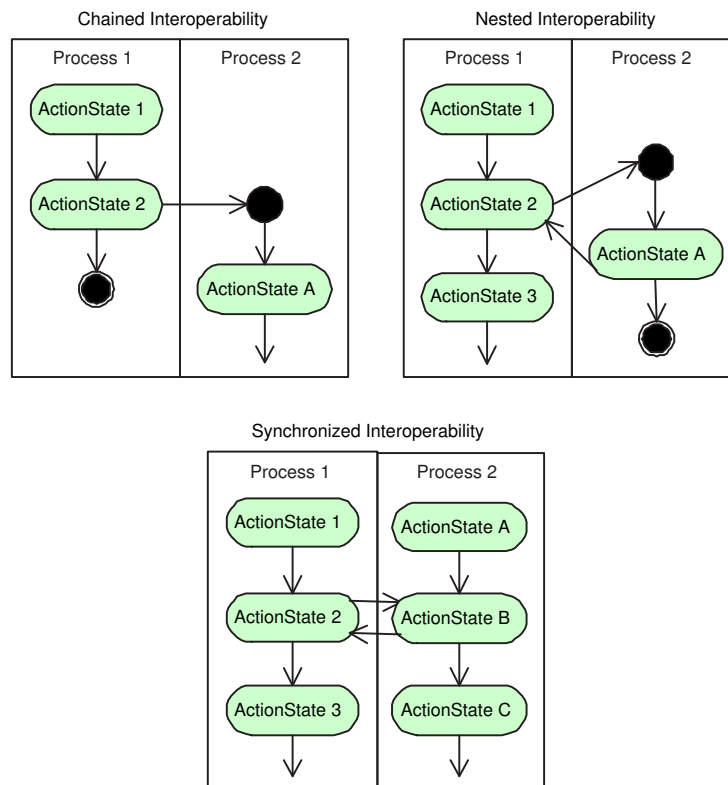 Chained Interoperability
Process 1
Process 2
ActionState 1
ActionState 2
ActionState A
Nested Interoperability
Process 1
Process 2
ActionState 1
ActionState 2
ActionState A
ActionState 3
Synchronized Interoperability
Process 1
Process 2
ActionState 1
ActionState A
ActionState 2
ActionState B
ActionState 3
ActionState C